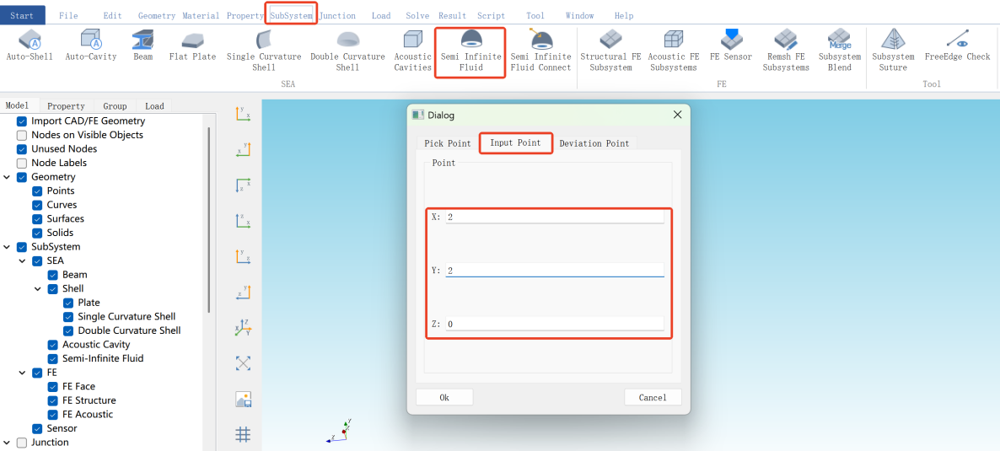 Start File Edit Geometry Material Property SubSystem Junction Load Solve Result Script Tool Window Help
Auto-Shell Auto-Cavity Beam Flat Plate Single Curvature Shell Double Curvature Shell Acoustic Cavities Semi Infinite Fluid Semi Infinite Fluid Connect Structural FE Subsystem Acoustic FE Subsystems FE Sensor Remsh FE Subsystems Merge Subsystem Blend Subsystem Suture FreeEdge Check
SEA FE Tool
Model Property Group Load
Import CAD/FE Geometry
Nodes on Visible Objects
Unused Nodes
Node Labels
Geometry
Points
Curves
Surfaces
Solids
SubSystem
SEA
Beam
Shell
Plate
Single Curvature Shell
Double Curvature Shell
Acoustic Cavity
Semi-Infinite Fluid
FE
FE Face
FE Structure
FE Acoustic
Sensor
Junction
Dialog
Pick Point Input Point Deviation Point
Point
X: 2
Y: 2
Z: 0
Ok Cancel